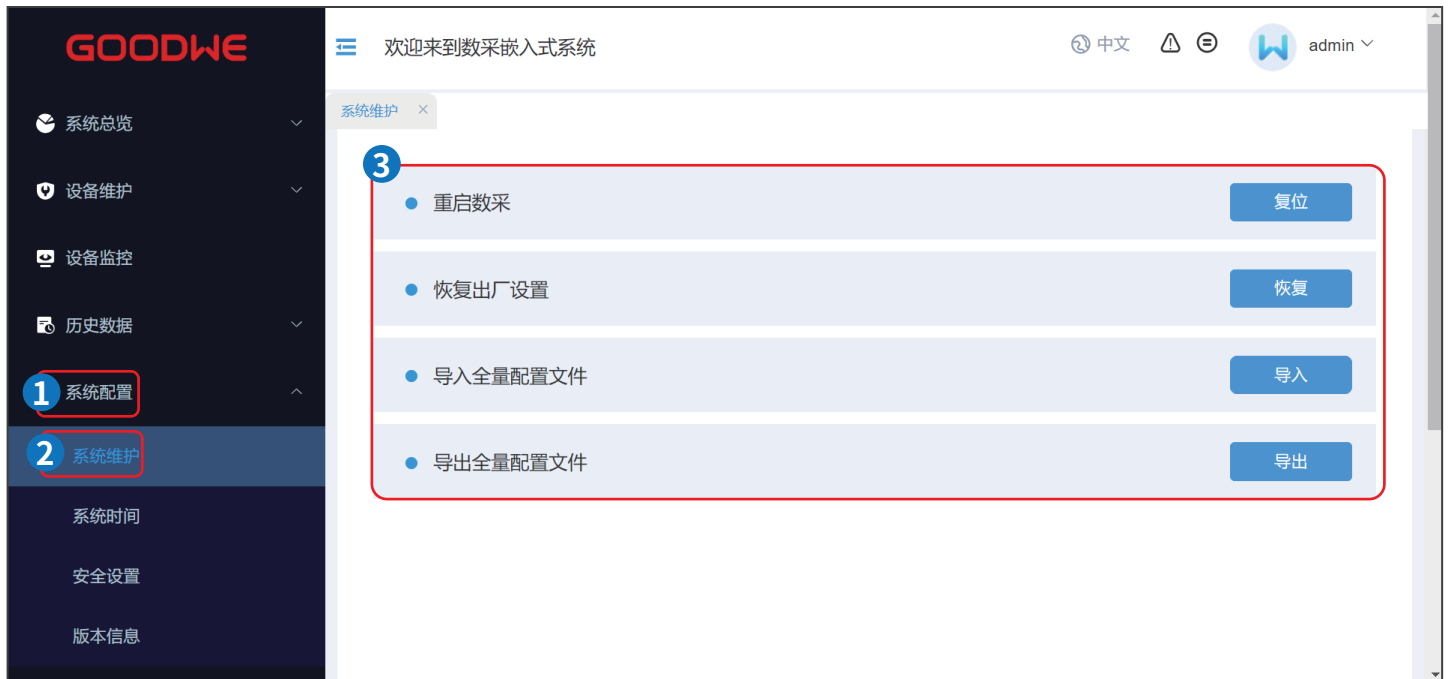 GOODWE
欢迎来到数采嵌入式系统
中文
admin
系统总览
设备维护
设备监控
历史数据
1 系统配置
2 系统维护
系统时间
安全设置
版本信息
系统维护 ×
3
重启数采 复位
恢复出厂设置 恢复
导入全量配置文件 导入
导出全量配置文件 导出